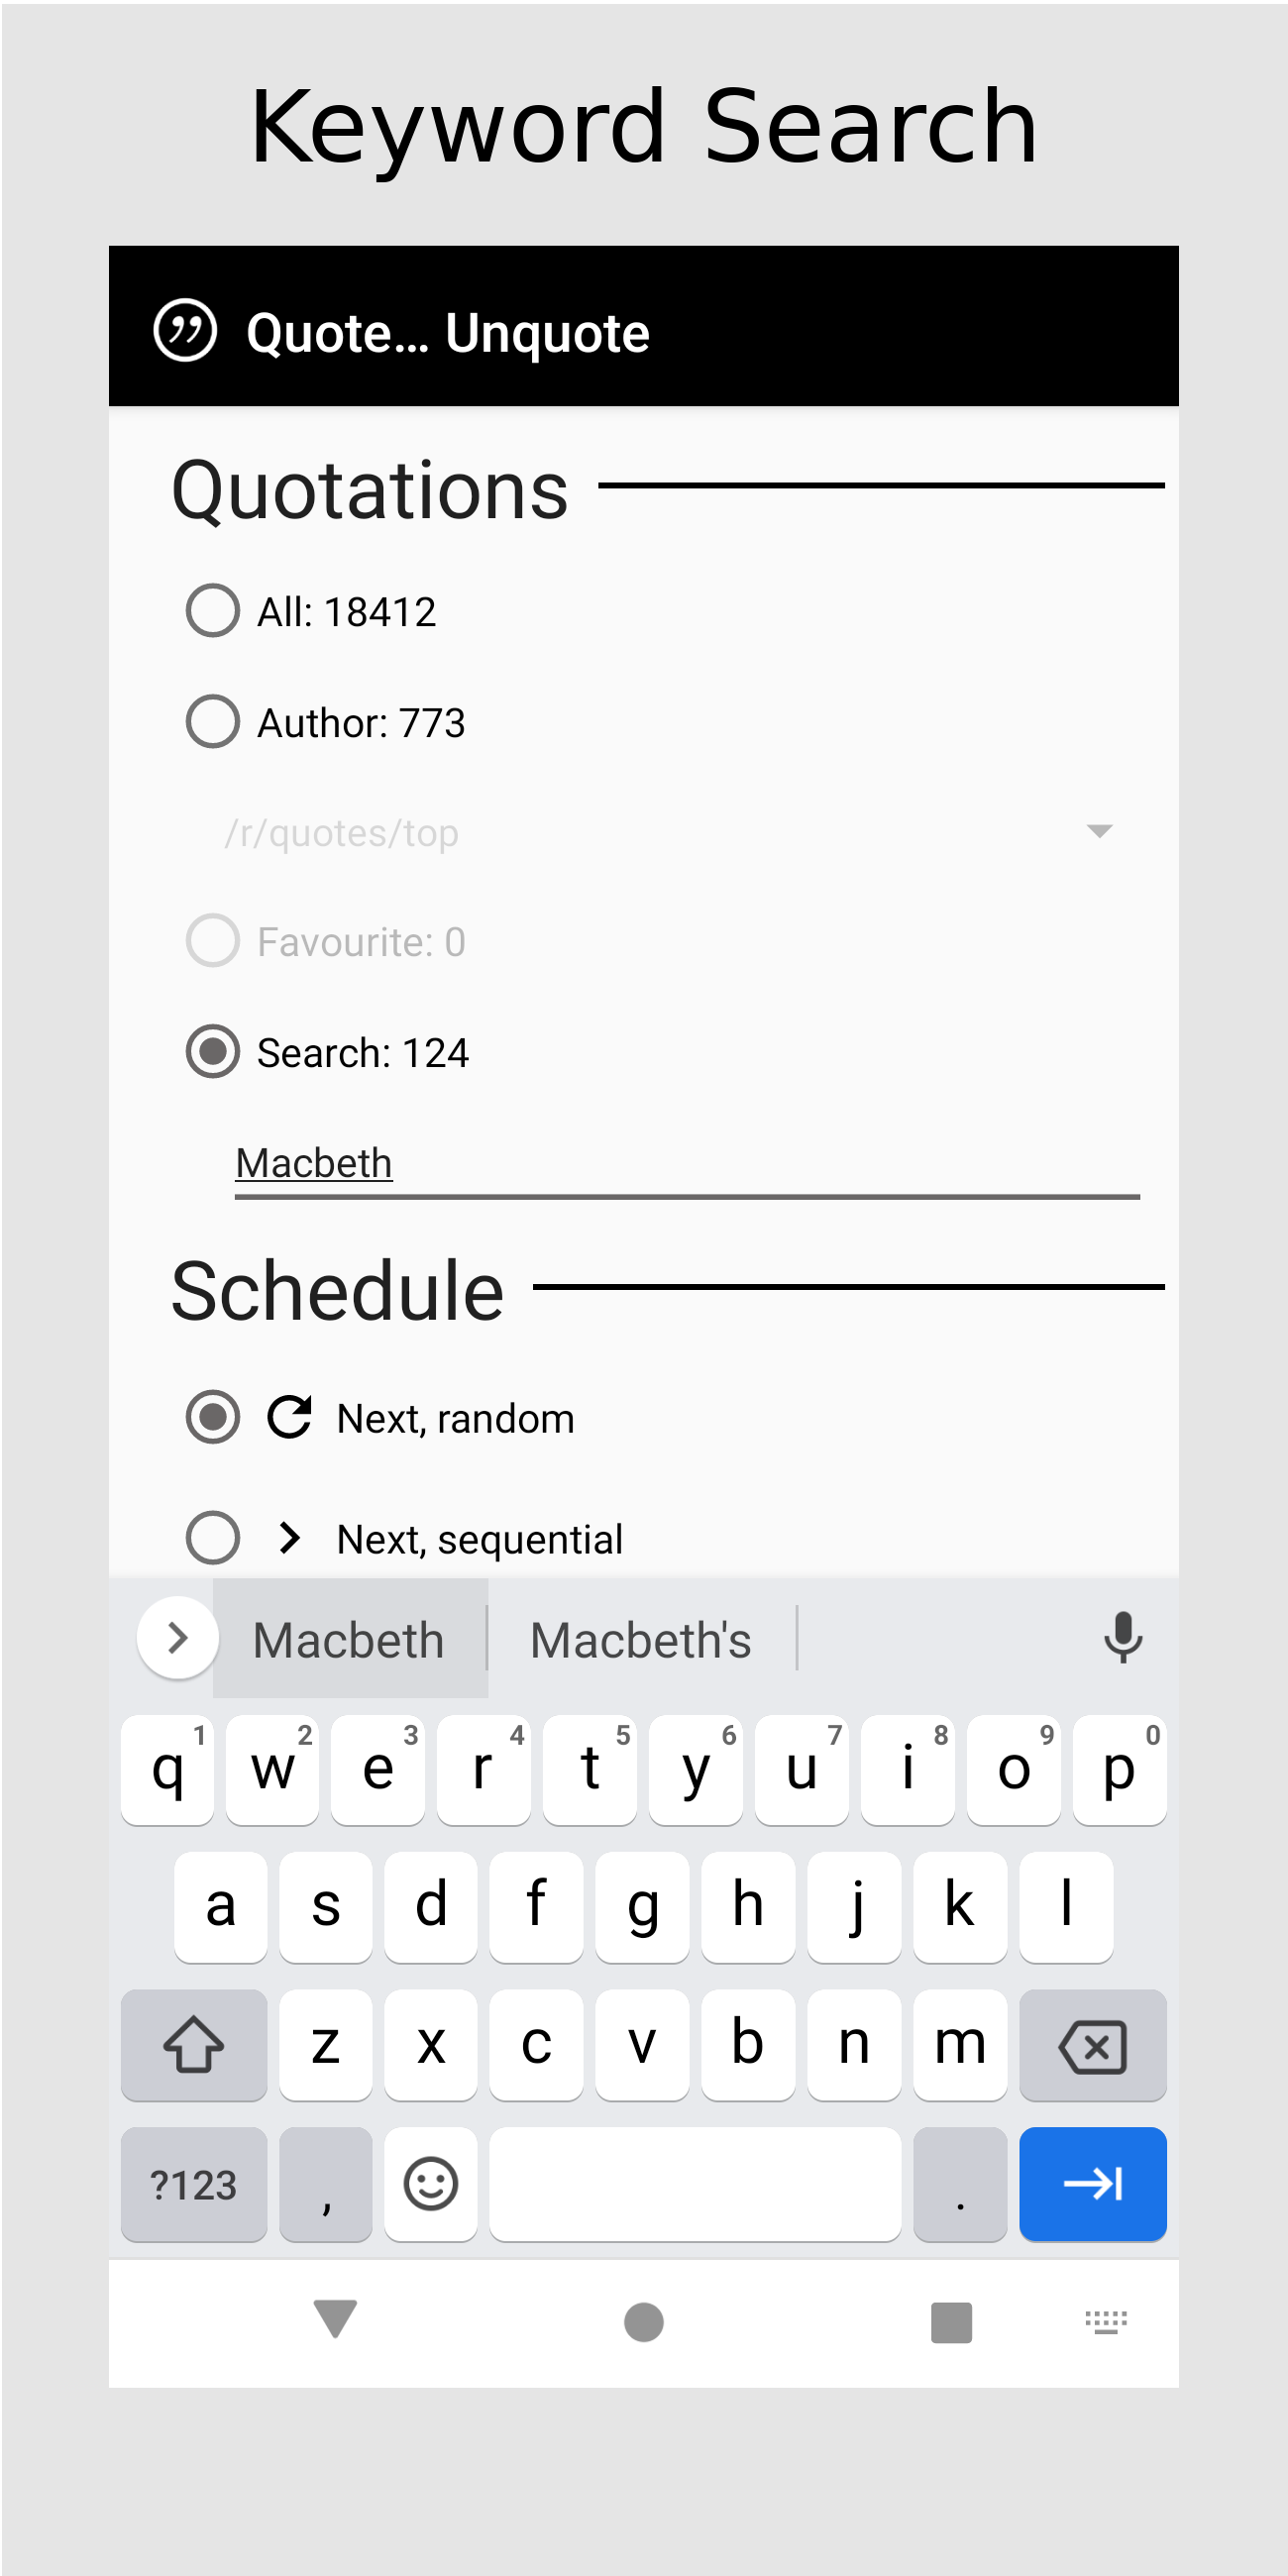 Keyword Search
Quote... Unquote
Quotations
All: 18412
Author: 773
/r/quotes/top
Favourite: 0
Search: 124
Macbeth
Schedule
Next, random
Next, sequential
Macbeth Macbeth's
q 1 w 2 e 3 r 4 t 5 y 6 u 7 i 8 o 9 p 0
a s d f g h j k l
z x c v b n m
?123 , .